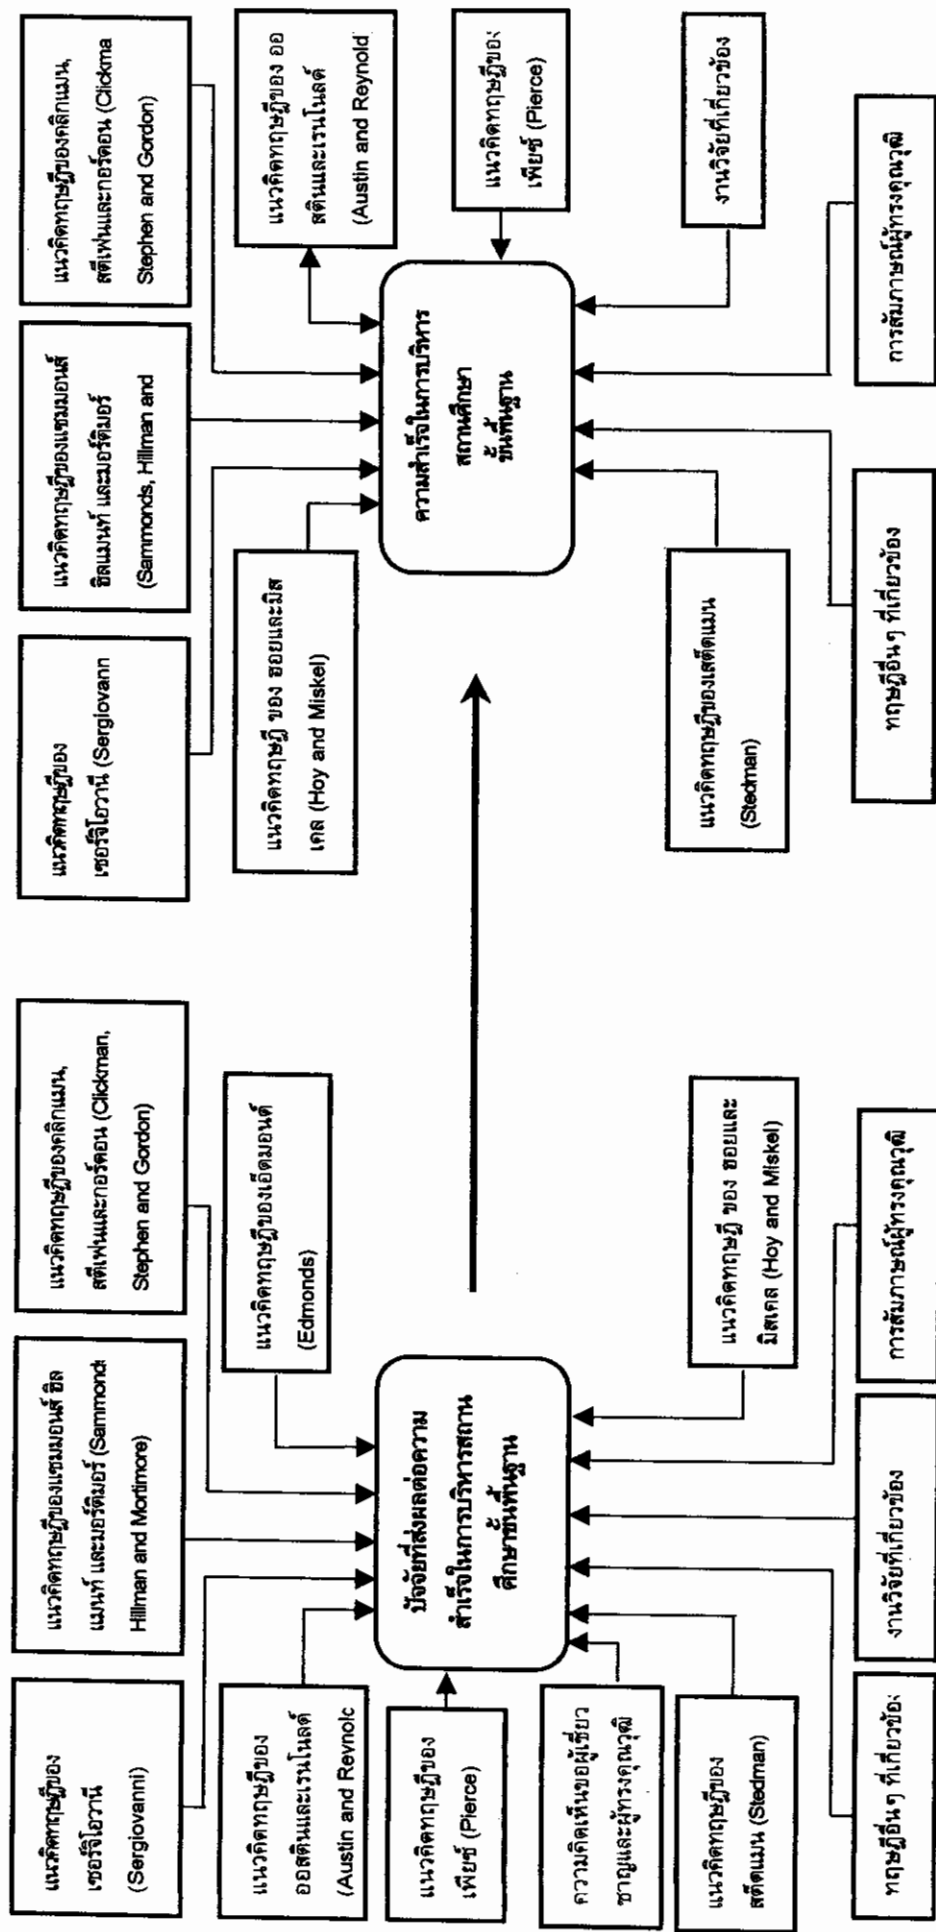 แนวคิดทฤษฎีของ
เซอร์จิโอวานี
(Sergiovanni)
แนวคิดทฤษฎีของแซมมอนส์ ฮิล
แมนท์ และมอร์ติมอร์ (Sammond
Hillman and Mortimore)
แนวคิดทฤษฎีของคลิกแมน,
สตีเฟนและกอร์ดอน (Clickman,
Stephen and Gordon)
แนวคิดทฤษฎีของ
ออสตินและเรนโนลด์
(Austin and Reynolc
แนวคิดทฤษฎีของเอ็ดมอนด์
(Edmonds)
แนวคิดทฤษฎีของ
เพียซ์ (Pierce)
ปัจจัยที่ส่งผลต่อความ
สำเร็จในการบริหารสถาน
ศึกษาขั้นพื้นฐาน
ความคิดเห็นขอผู้เชี่ยว
ชาญและผู้ทรงคุณวุฒิ
แนวคิดทฤษฎีของ
สต๊ดแมน (Stedman)
แนวคิดทฤษฎี ของ ฮอยและ
มิสเคล (Hoy and Miskel)
ทฤษฎีอื่นๆ ที่เกี่ยวข้อง
งานวิจัยที่เกี่ยวข้อง
การสัมภาษณ์ผู้ทรงคุณวุฒิ
แนวคิดทฤษฎีของ
เซอร์จิโอวานี (Sergiovann
แนวคิดทฤษฎีของแซมมอนส์
ฮิลแมนท์ และมอร์ติมอร์
(Sammonds, Hillman and
แนวคิดทฤษฎีของคลิกแมน,
สตีเฟนและกอร์ดอน (Clickma
Stephen and Gordon)
แนวคิดทฤษฎี ของ ฮอยและมิส
เคล (Hoy and Miskel)
แนวคิดทฤษฎีของ ออ
สตินและเรนโนลด์
(Austin and Reynold
ความสำเร็จในการบริหาร
สถานศึกษา
ขั้นพื้นฐาน
แนวคิดทฤษฎีของ
เพียซ์ (Pierce)
แนวคิดทฤษฎีของเสต็ดแมน
(Stedman)
งานวิจัยที่เกี่ยวข้อง
ทฤษฎีอื่นๆ ที่เกี่ยวข้อง
การสัมภาษณ์ผู้ทรงคุณวุฒิ